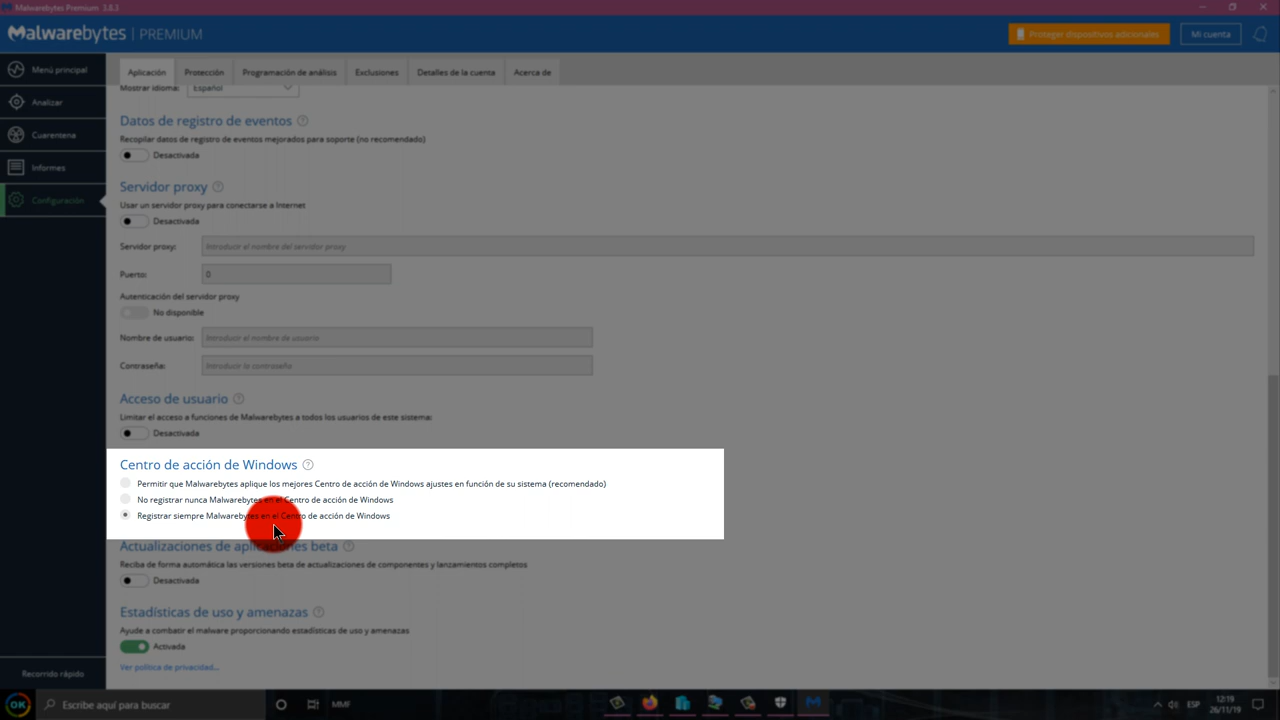 Malwarebytes Premium 3.8.3
Malwarebytes | PREMIUM
Proteger dispositivos adicionales
Mi cuenta
Menú principal
Analizar
Cuarentena
Informes
Configuración
Recorrido rápido
Aplicación
Protección
Programación de análisis
Exclusiones
Detalles de la cuenta
Acerca de
Mostrar idioma: Español
Datos de registro de eventos ?
Recopilar datos de registro de eventos mejorados para soporte (no recomendado)
Desactivada
Servidor proxy ?
Usar un servidor proxy para conectarse a Internet
Desactivada
Servidor proxy: Introducir el nombre del servidor proxy
Puerto: 0
Autenticación del servidor proxy
No disponible
Nombre de usuario: Introducir el nombre de usuario
Contraseña: Introducir la contraseña
Acceso de usuario ?
Limitar el acceso a funciones de Malwarebytes a todos los usuarios de este sistema:
Desactivada
Centro de acción de Windows ?
Permitir que Malwarebytes aplique los mejores Centro de acción de Windows ajustes en función de su sistema (recomendado)
No registrar nunca Malwarebytes en el Centro de acción de Windows
Registrar siempre Malwarebytes en el Centro de acción de Windows
Actualizaciones de aplicaciones beta ?
Reciba de forma automática las versiones beta de actualizaciones de componentes y lanzamientos completos
Desactivada
Estadísticas de uso y amenazas ?
Ayude a combatir el malware proporcionando estadísticas de uso y amenazas
Activada
Ver política de privacidad...
OK
Escribe aquí para buscar
MMF
ESP
12:19
26/11/19